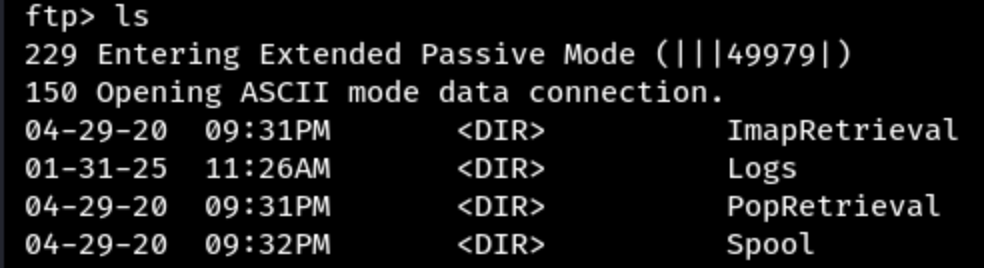 ftp> ls
229 Entering Extended Passive Mode (|||49979|)
150 Opening ASCII mode data connection.
04-29-20  09:31PM       <DIR>          ImapRetrieval
01-31-25  11:26AM       <DIR>          Logs
04-29-20  09:31PM       <DIR>          PopRetrieval
04-29-20  09:32PM       <DIR>          Spool